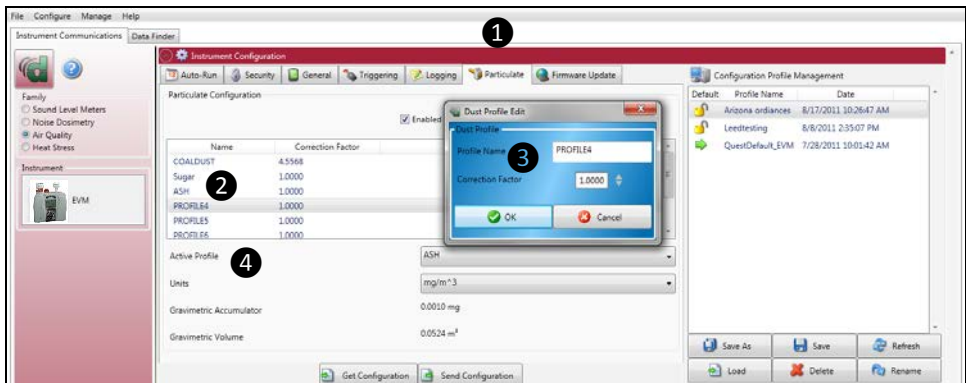 File Configure Manage Help
Instrument Communications Data Finder
1
Instrument Configuration
Auto-Run Security General Triggering Logging Particulate Firmware Update
Particulate Configuration
Enabled
Name Correction Factor
COALDUST 4.5568
Sugar 1.0000
2
ASH 1.0000
PROFILE4 1.0000
PROFILE5 1.0000
PROFILE6 1.0000
Dust Profile Edit
Dust Profile
Profile Name 3 PROFILE4
Correction Factor 1.0000
OK Cancel
Active Profile 4 ASH
Units mg/m^3
Gravimetric Accumulator 0.0010 mg
Gravimetric Volume 0.0524 m³
Get Configuration Send Configuration
Family
Sound Level Meters
Noise Dosimetry
Air Quality
Heat Stress
Instrument
EVM
Configuration Profile Management
Default Profile Name Date
Arizona ordiances 8/17/2011 10:26:47 AM
Leedtesting 8/8/2011 2:35:07 PM
QuestDefault_EVM 7/28/2011 10:01:42 AM
Save As Save Refresh
Load Delete Rename